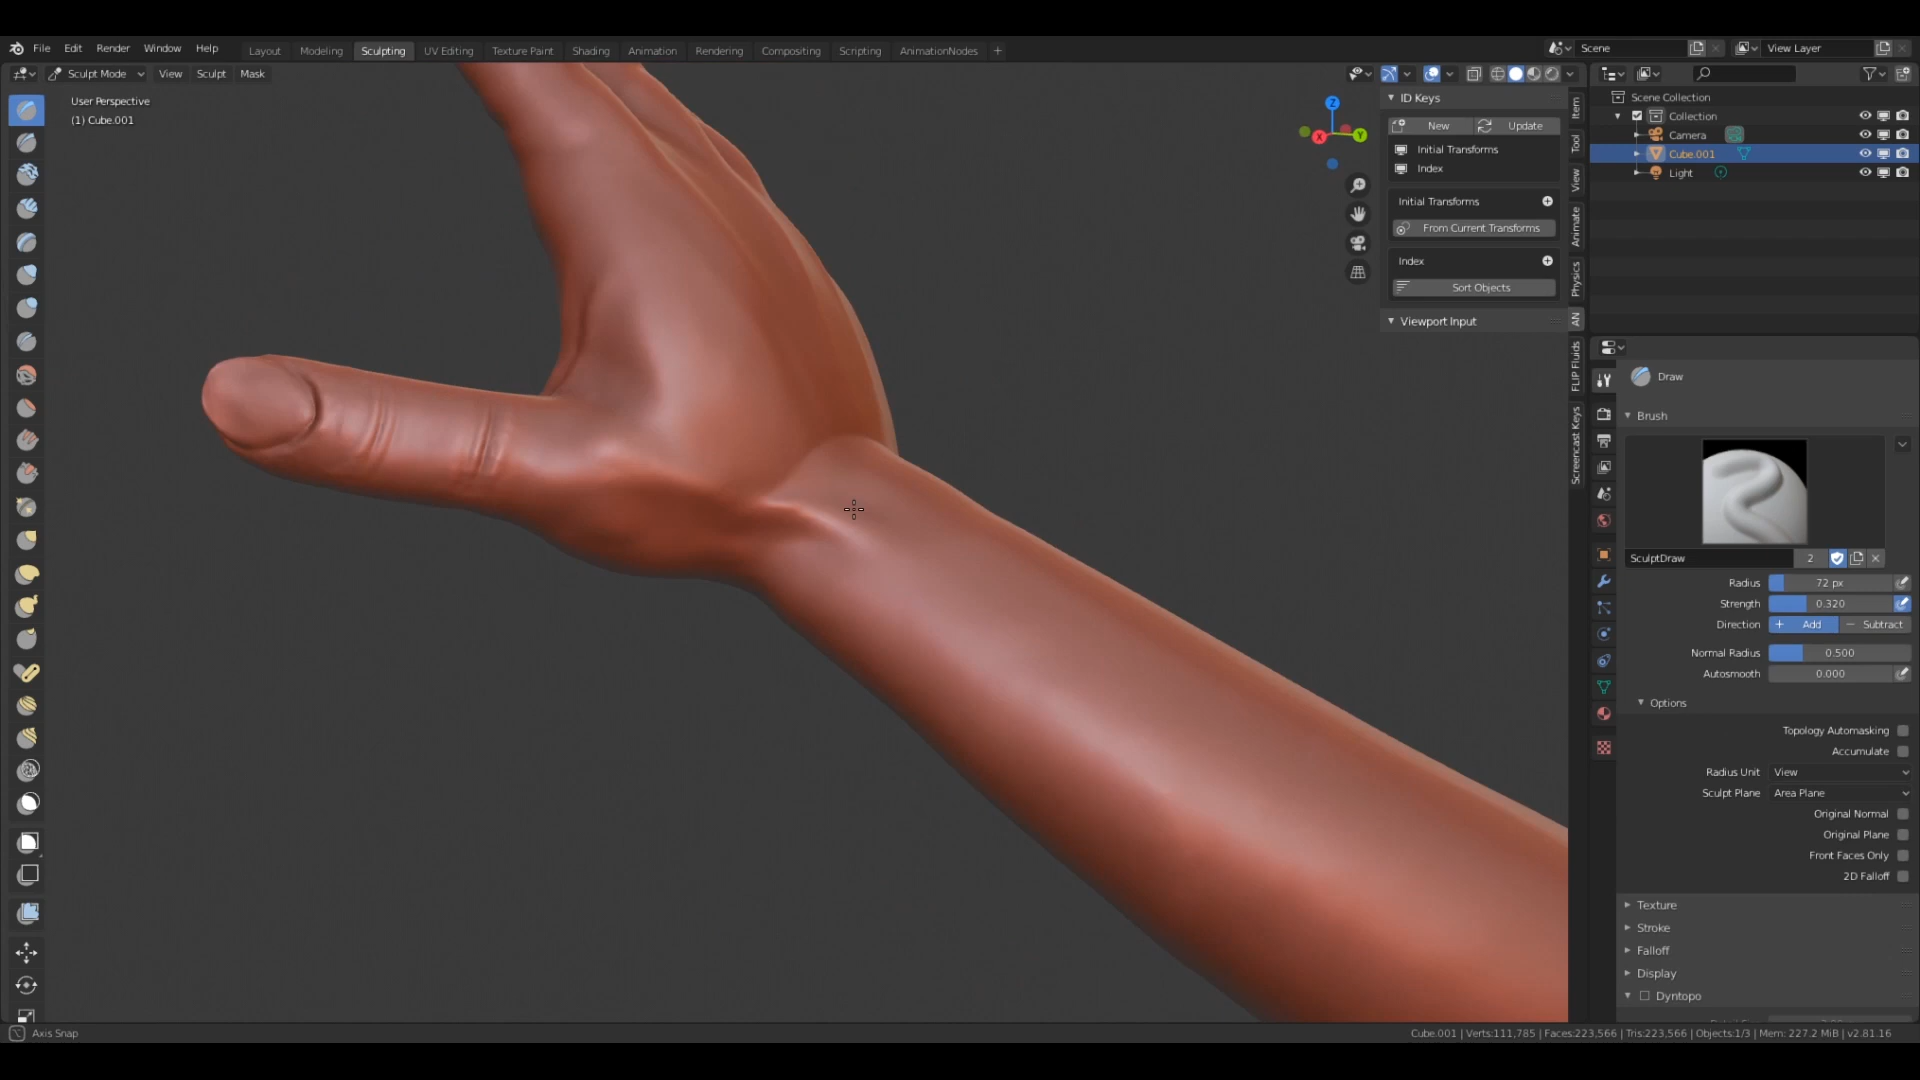 File Edit Render Window Help Layout Modeling Sculpting UV Editing Texture Paint Shading Animation Rendering Compositing Scripting AnimationNodes + Scene View Layer
Sculpt Mode View Sculpt Mask
User Perspective
(1) Cube.001
Z
X Y
ID Keys
New Update
Initial Transforms
Index
Initial Transforms
From Current Transforms
Index
Sort Objects
Viewport Input
Item
Tool
View
Animate
Physics
AN
FLIP Fluids
Screencast Keys
Scene Collection
Collection
Camera
Cube.001
Light
Draw
Brush
SculptDraw 2
Radius 72 px
Strength 0.320
Direction + Add − Subtract
Normal Radius 0.500
Autosmooth 0.000
Options
Topology Automasking
Accumulate
Radius Unit View
Sculpt Plane Area Plane
Original Normal
Original Plane
Front Faces Only
2D Falloff
Texture
Stroke
Falloff
Display
Dyntopo
Axis Snap
Cube.001 | Verts:111,785 | Faces:223,566 | Tris:223,566 | Objects:1/3 | Mem: 227.2 MiB | v2.81.16